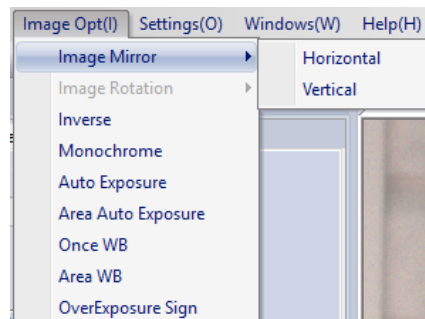 Image Opt(I) Settings(O) Windows(W) Help(H)
Image Mirror
Horizontal
Vertical
Image Rotation
Inverse
Monochrome
Auto Exposure
Area Auto Exposure
Once WB
Area WB
OverExposure Sign